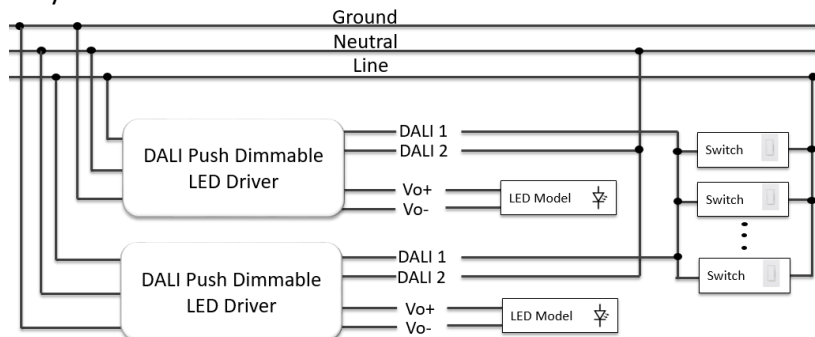 Ground
Neutral
Line
DALI Push Dimmable
LED Driver
DALI 1
DALI 2
Vo+
Vo-
LED Model
Switch
Switch
Switch
DALI Push Dimmable
LED Driver
DALI 1
DALI 2
Vo+
Vo-
LED Model